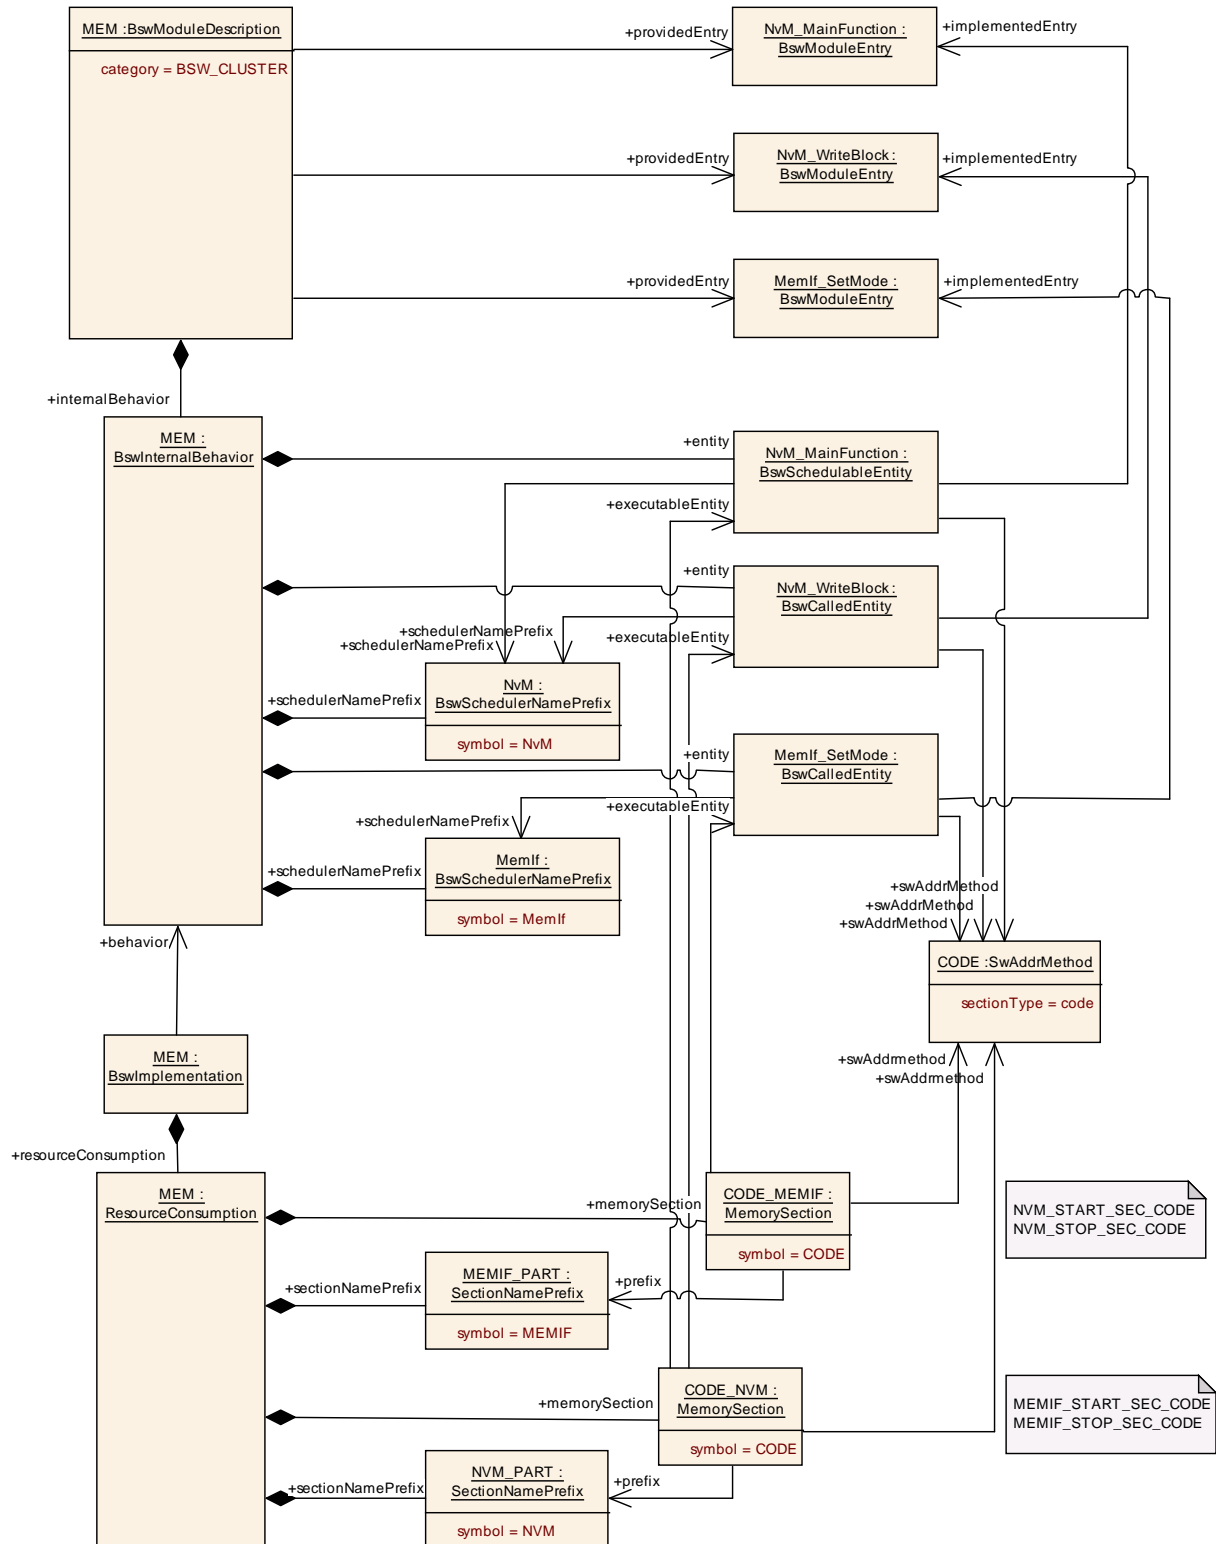 MEM :BswModuleDescription
category = BSW_CLUSTER
+providedEntry
NvM_MainFunction :
BswModuleEntry
+implementedEntry
+providedEntry
NvM_WriteBlock :
BswModuleEntry
+implementedEntry
+providedEntry
MemIf_SetMode :
BswModuleEntry
+implementedEntry
+internalBehavior
MEM :
BswInternalBehavior
+entity
NvM_MainFunction :
BswSchedulableEntity
+executableEntity
+entity
NvM_WriteBlock :
BswCalledEntity
+schedulerNamePrefix
+schedulerNamePrefix
+executableEntity
+schedulerNamePrefix
NvM :
BswSchedulerNamePrefix
symbol = NvM
+entity
MemIf_SetMode :
BswCalledEntity
+executableEntity
+schedulerNamePrefix
+schedulerNamePrefix
MemIf :
BswSchedulerNamePrefix
symbol = MemIf
+swAddrMethod
+swAddrMethod
+swAddrMethod
+behavior
CODE :SwAddrMethod
sectionType = code
MEM :
BswImplementation
+swAddrmethod
+swAddrmethod
+resourceConsumption
MEM :
ResourceConsumption
+memorySection
CODE_MEMIF :
MemorySection
symbol = CODE
NVM_START_SEC_CODE
NVM_STOP_SEC_CODE
+sectionNamePrefix
MEMIF_PART :
SectionNamePrefix
symbol = MEMIF
+prefix
+memorySection
CODE_NVM :
MemorySection
symbol = CODE
MEMIF_START_SEC_CODE
MEMIF_STOP_SEC_CODE
+sectionNamePrefix
NVM_PART :
SectionNamePrefix
symbol = NVM
+prefix